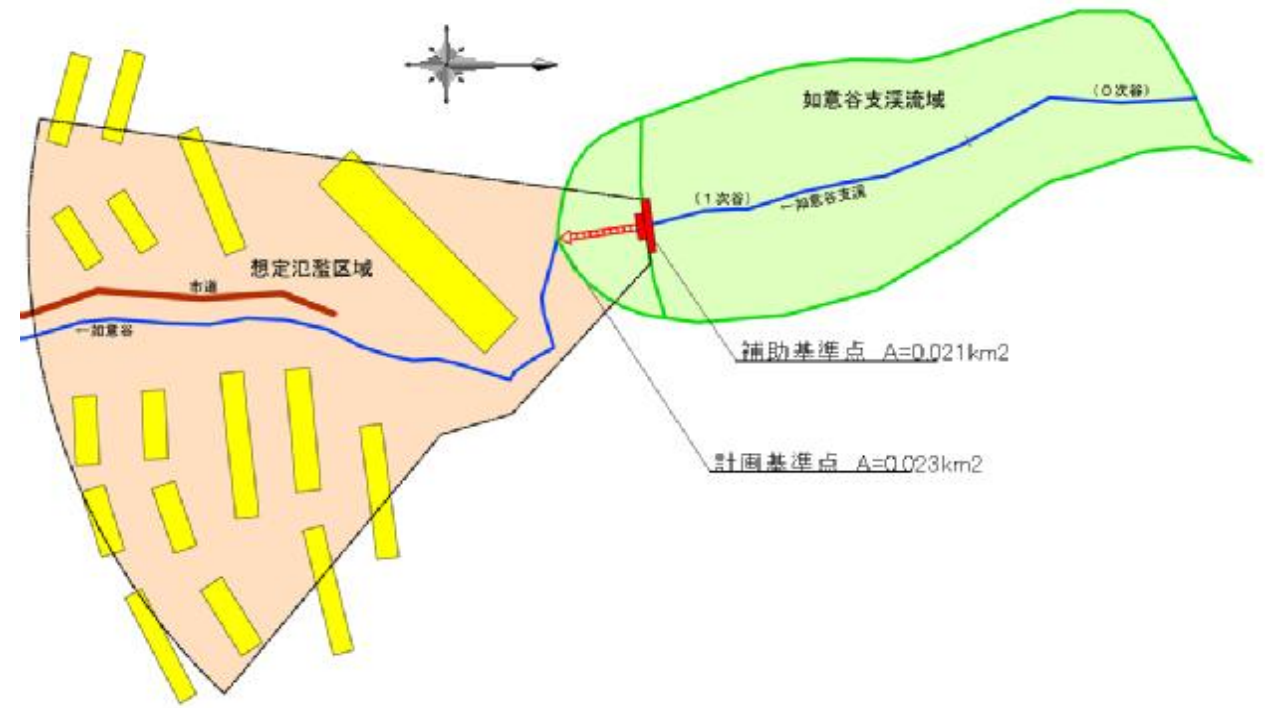 如意谷支渓流域
(0次谷)
(1次谷)
←如意谷支渓
想定氾濫区域
市道
←如意谷
補助基準点 A=0.021km2
計画基準点 A=0.023km2